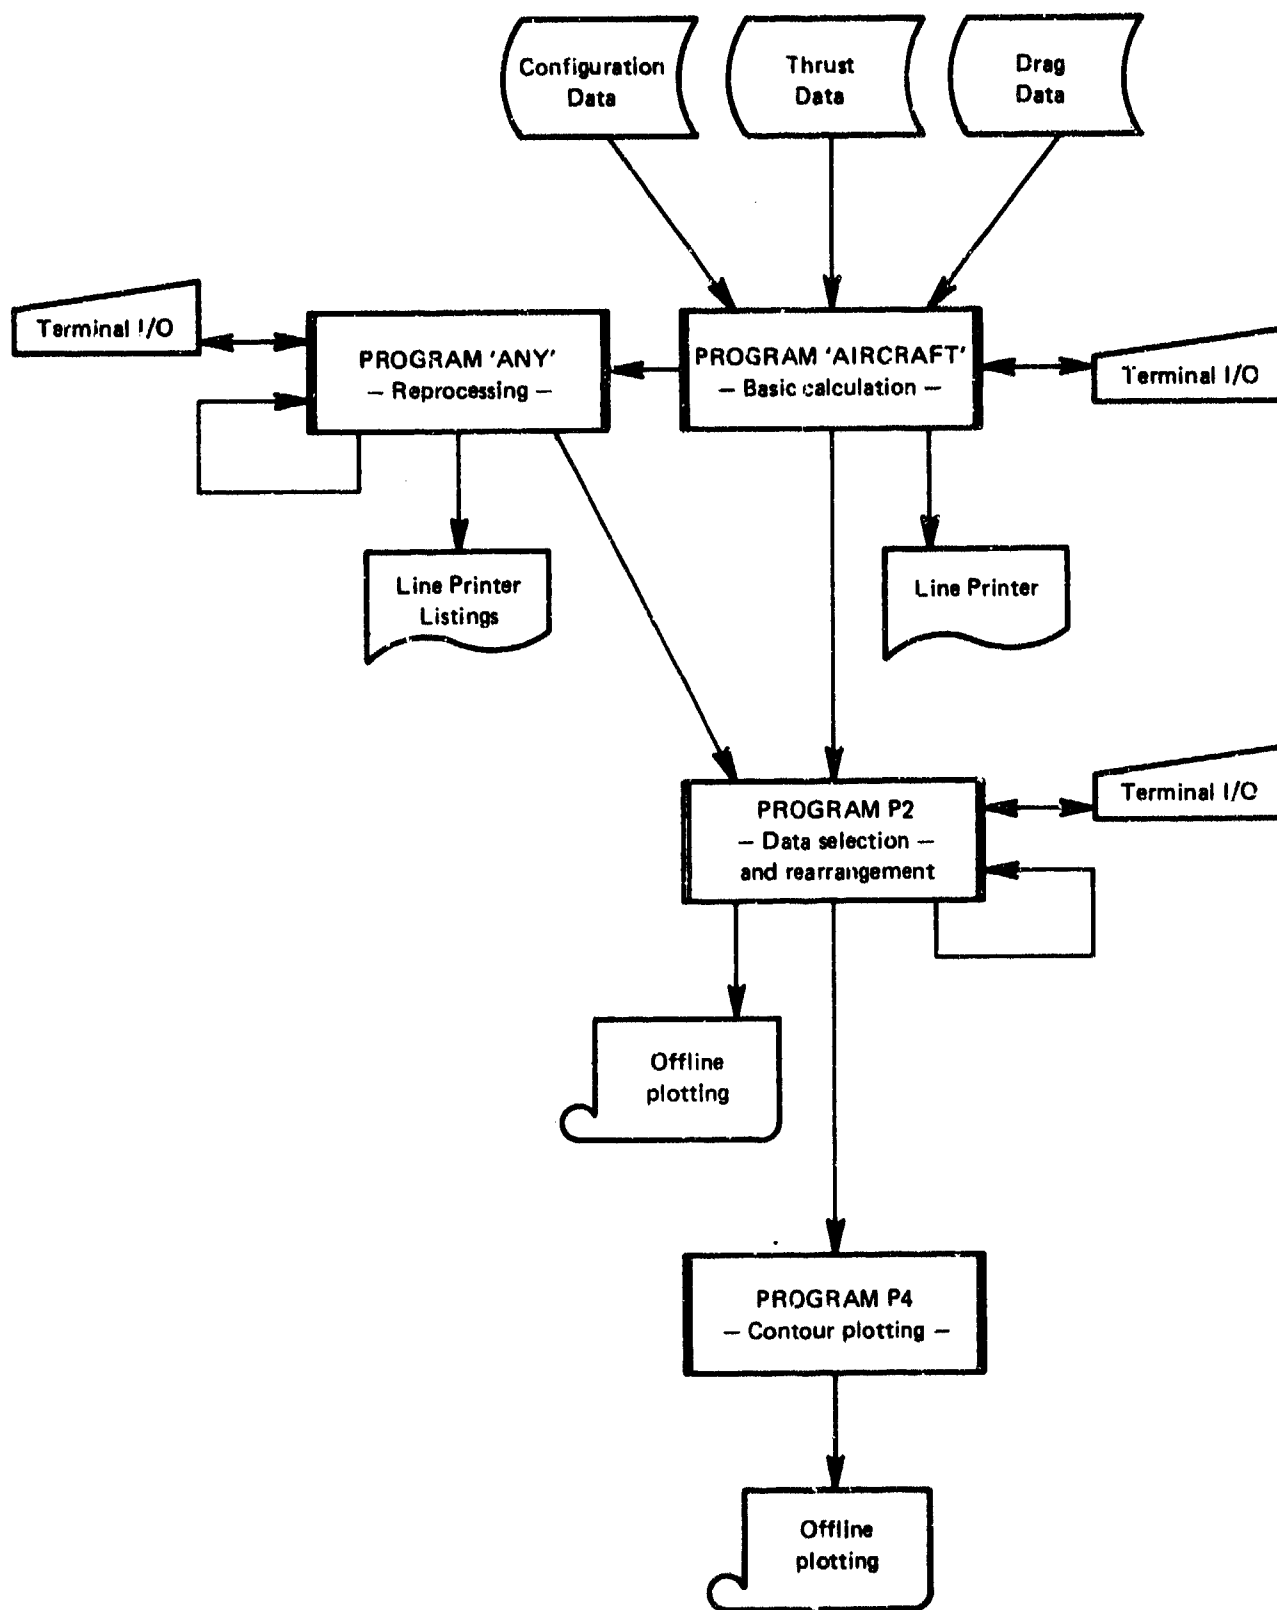 Configuration
Data
Thrust
Data
Drag
Data
Terminal I/O
PROGRAM 'ANY'
— Reprocessing —
PROGRAM 'AIRCRAFT'
— Basic calculation —
Terminal I/O
Line Printer
Listings
Line Printer
PROGRAM P2
— Data selection —
and rearrangement
Terminal I/O
Offline
plotting
PROGRAM P4
— Contour plotting —
Offline
plotting